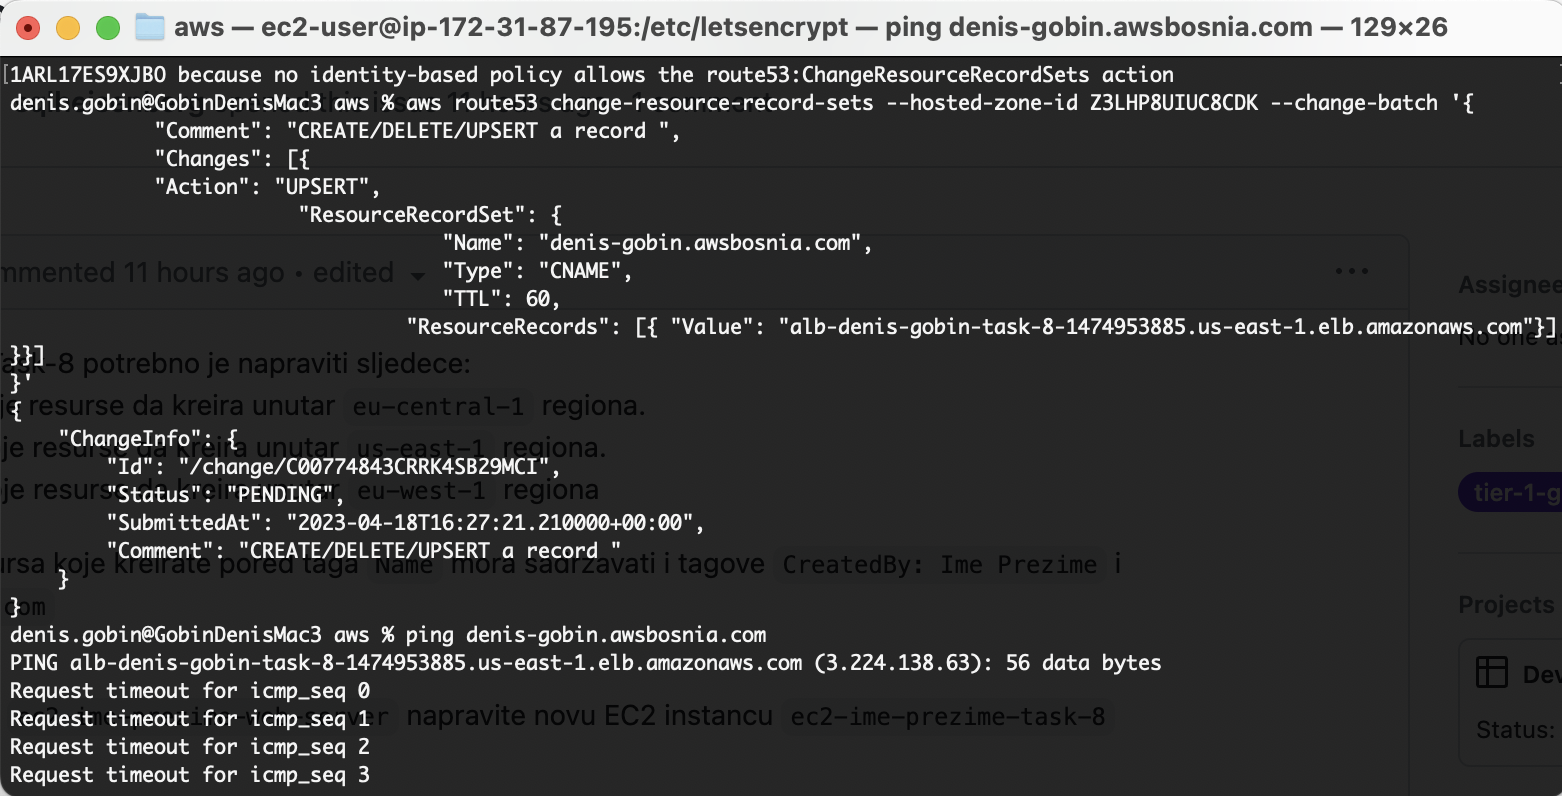 aws — ec2-user@ip-172-31-87-195:/etc/letsencrypt — ping denis-gobin.awsbosnia.com — 129×26
[1ARL17ES9XJBO because no identity-based policy allows the route53:ChangeResourceRecordSets action
denis.gobin@GobinDenisMac3 aws % aws route53 change-resource-record-sets --hosted-zone-id Z3LHP8UIUC8CDK --change-batch '{
"Comment": "CREATE/DELETE/UPSERT a record ",
"Changes": [{
"Action": "UPSERT",
"ResourceRecordSet": {
"Name": "denis-gobin.awsbosnia.com",
mmented 11 hours ago • edited
"Type": "CNAME",
Assignee
"TTL": 60,
"ResourceRecords": [{ "Value": "alb-denis-gobin-task-8-1474953885.us-east-1.elb.amazonaws.com"}]
No one as
}}]
ask-8 potrebno je napraviti sljedece:
}'
je resurse da kreira unutar eu-central-1 regiona.
{
"ChangeInfo": {
Labels
je resurse da kreira unutar us-east-1 regiona.
"Id": "/change/C00774843CRRK4SB29MCI",
"Status": "PENDING",
je resurse da kreira unutar eu-west-1 regiona
tier-1-g
"SubmittedAt": "2023-04-18T16:27:21.210000+00:00",
"Comment": "CREATE/DELETE/UPSERT a record "
ursa koje kreirate pored taga Name mora sadrzavati i tagove CreatedBy: Ime Prezime i
}
}
com
Projects
denis.gobin@GobinDenisMac3 aws % ping denis-gobin.awsbosnia.com
PING alb-denis-gobin-task-8-1474953885.us-east-1.elb.amazonaws.com (3.224.138.63): 56 data bytes
Dev
Request timeout for icmp_seq 0
Request timeout for icmp_seq 1
napravite novu EC2 instancu ec2-ime-prezime-task-8
Status:
Request timeout for icmp_seq 2
Request timeout for icmp_seq 3